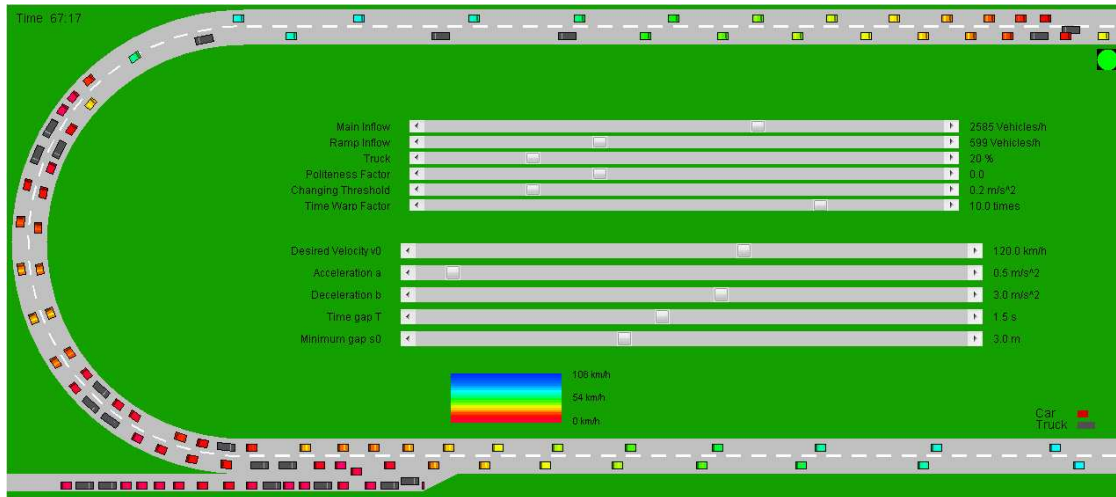 Time 67:17
Main Inflow 2585 Vehicles/h
Ramp Inflow 599 Vehicles/h
Truck 20 %
Politeness Factor 0.0
Changing Threshold 0.2 m/s^2
Time Warp Factor 10.0 times
Desired Velocity v0 120.0 km/h
Acceleration a 0.5 m/s^2
Deceleration b 3.0 m/s^2
Time gap T 1.5 s
Minimum gap s0 3.0 m
108 km/h
54 km/h
0 km/h
Car
Truck